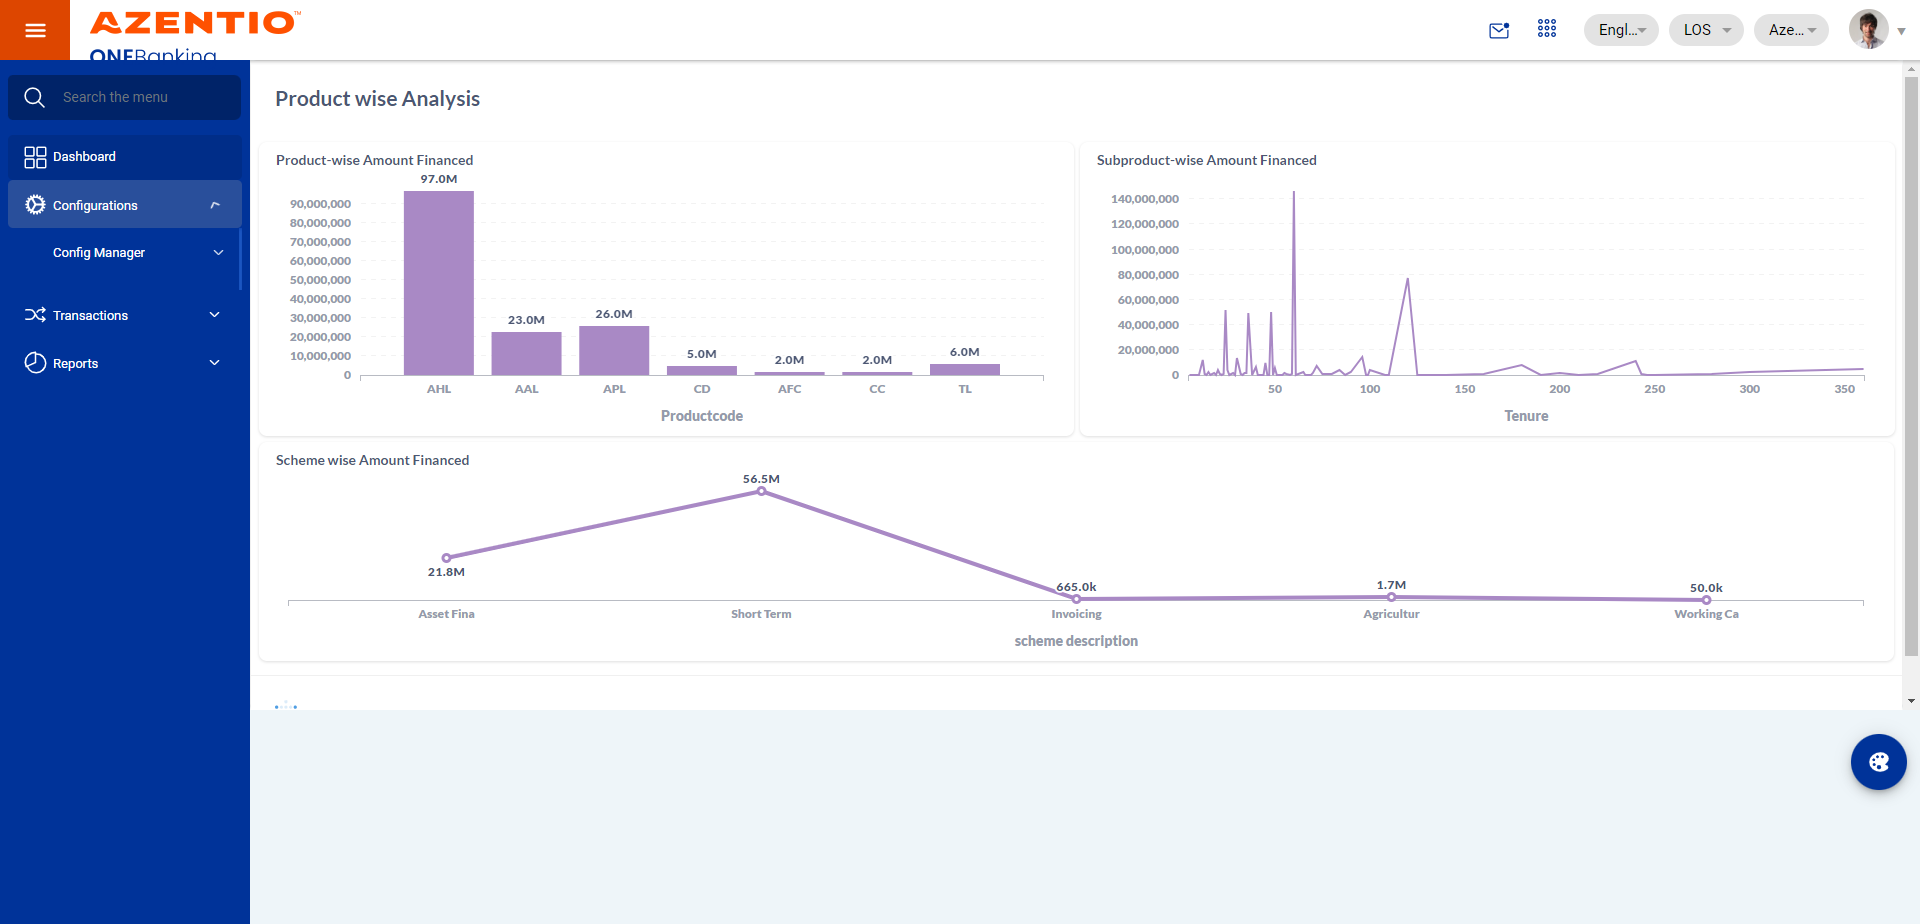 AZENTIO™
ONEBanking
Engl...
LOS
Aze...
Search the menu
Dashboard
Configurations
Config Manager
Transactions
Reports
Product wise Analysis
Product-wise Amount Financed
97.0M
90,000,000
80,000,000
70,000,000
60,000,000
50,000,000
40,000,000
30,000,000
20,000,000
10,000,000
0
23.0M
26.0M
5.0M
2.0M
2.0M
6.0M
AHL
AAL
APL
CD
AFC
CC
TL
Productcode
Subproduct-wise Amount Financed
140,000,000
120,000,000
100,000,000
80,000,000
60,000,000
40,000,000
20,000,000
0
50
100
150
200
250
300
350
Tenure
Scheme wise Amount Financed
56.5M
21.8M
665.0k
1.7M
50.0k
Asset Fina
Short Term
Invoicing
Agricultur
Working Ca
scheme description